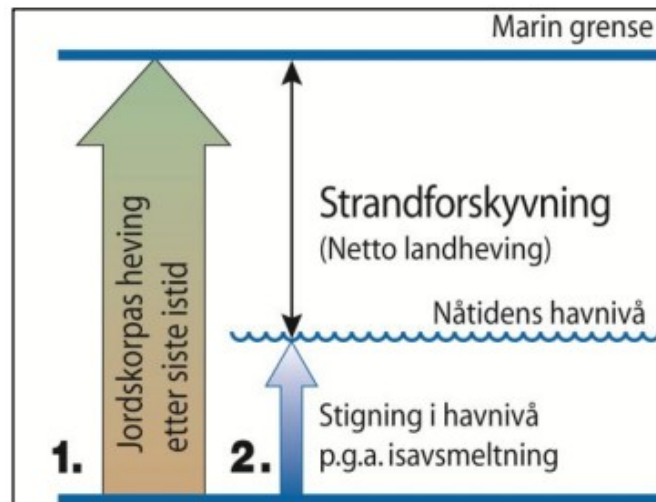 Marin grense
Jordskorpas heving
etter siste istid
Strandforskyvning
(Netto landheving)
Nåtidens havnivå
1.
2.
Stigning i havnivå
p.g.a. isavsmeltning